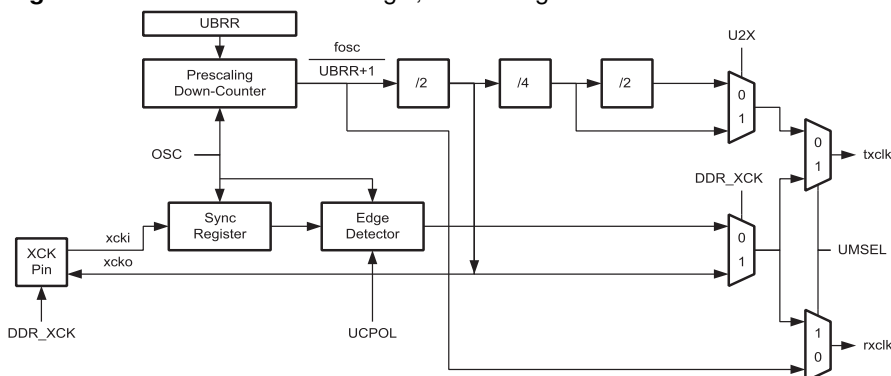 UBRR
fosc
U2X
Prescaling
Down-Counter
UBRR+1
/2
/4
/2
0
1
OSC
0
1
txclk
DDR_XCK
xcki
Sync
Register
Edge
Detector
0
1
XCK
Pin
xcko
UMSEL
DDR_XCK
UCPOL
1
0
rxclk